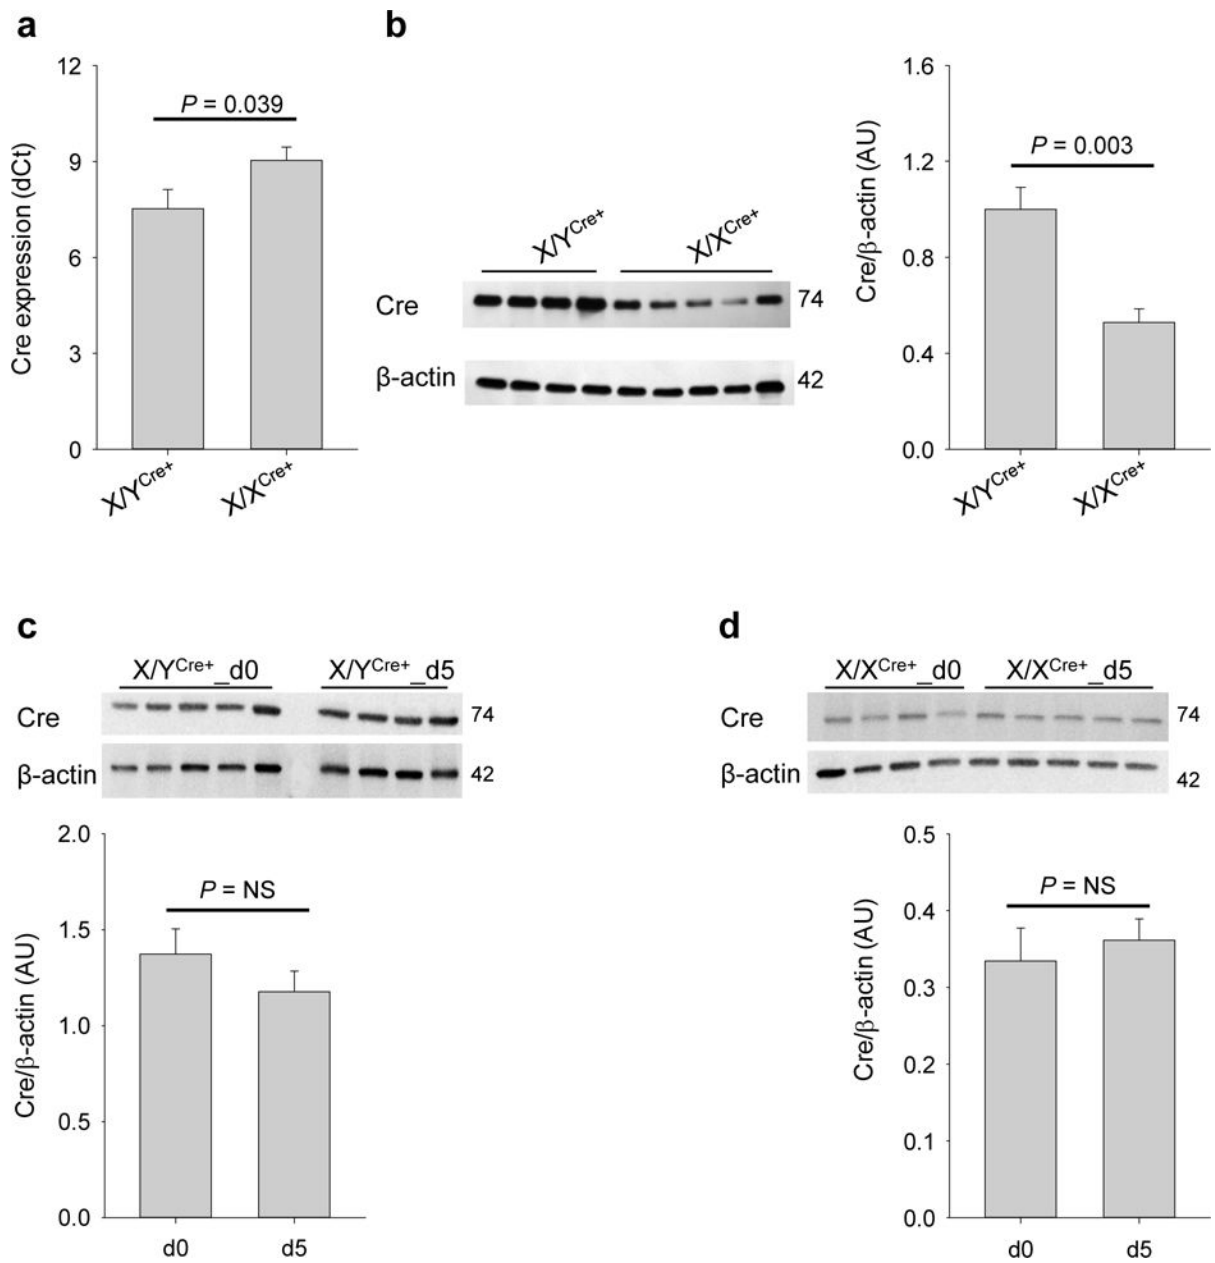 a
12
9
6
3
0
Cre expression (dCt)
P = 0.039
X/YCre+
X/XCre+
b
X/YCre+
X/XCre+
Cre
74
β-actin
42
1.6
1.2
0.8
0.4
0.0
Cre/β-actin (AU)
P = 0.003
X/YCre+
X/XCre+
c
X/YCre+_d0
X/YCre+_d5
Cre
74
β-actin
42
2.0
1.5
1.0
0.5
0.0
Cre/β-actin (AU)
P = NS
d0
d5
d
X/XCre+_d0
X/XCre+_d5
Cre
74
β-actin
42
0.5
0.4
0.3
0.2
0.1
0.0
Cre/β-actin (AU)
P = NS
d0
d5